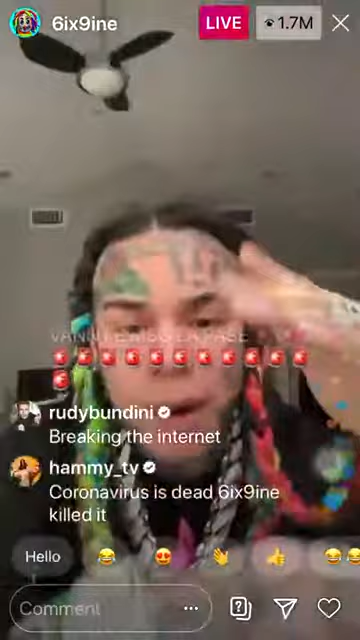 6ix9ine
LIVE
1.7M
rudybundini
Breaking the internet
hammy_tv
Coronavirus is dead 6ix9ine
killed it
Hello
Comment